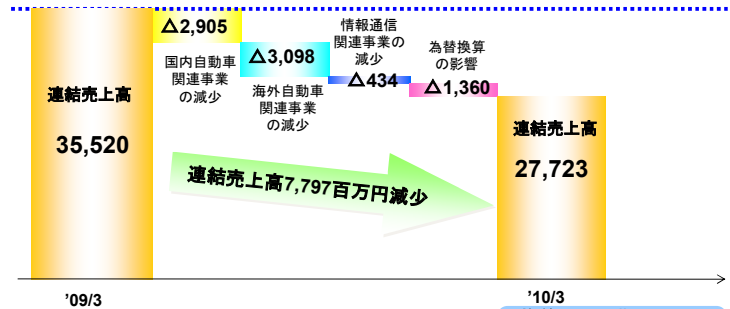 △2,905
国内自動車
関連事業
の減少
△3,098
海外自動車
関連事業
の減少
情報通信
関連事業の
減少
△434
為替換算
の影響
△1,360
連結売上高
35,520
連結売上高
27,723
連結売上高7,797百万円減少
’09/3
’10/3